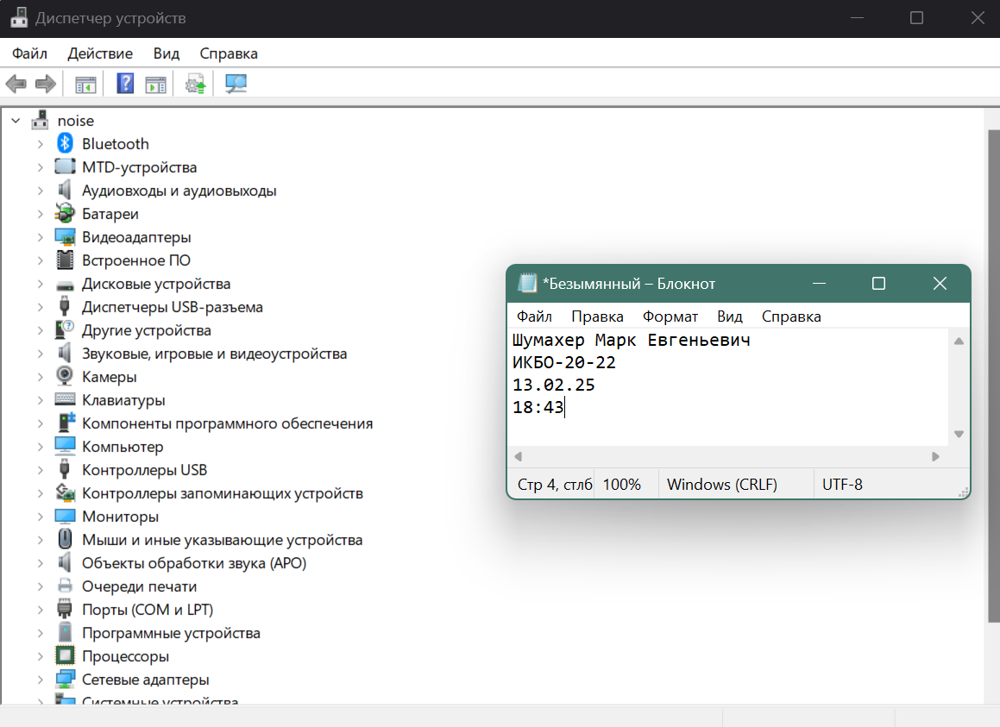 Диспетчер устройств
Файл Действие Вид Справка
noise
Bluetooth
MTD-устройства
Аудиовходы и аудиовыходы
Батареи
Видеоадаптеры
Встроенное ПО
Дисковые устройства
Диспетчеры USB-разъема
Другие устройства
Звуковые, игровые и видеоустройства
Камеры
Клавиатуры
Компоненты программного обеспечения
Компьютер
Контроллеры USB
Контроллеры запоминающих устройств
Мониторы
Мыши и иные указывающие устройства
Объекты обработки звука (APO)
Очереди печати
Порты (COM и LPT)
Программные устройства
Процессоры
Сетевые адаптеры
Системные устройства
*Безымянный – Блокнот
Файл Правка Формат Вид Справка
Шумахер Марк Евгеньевич
ИКБО-20-22
13.02.25
18:43
Стр 4, стлб 100% Windows (CRLF) UTF-8